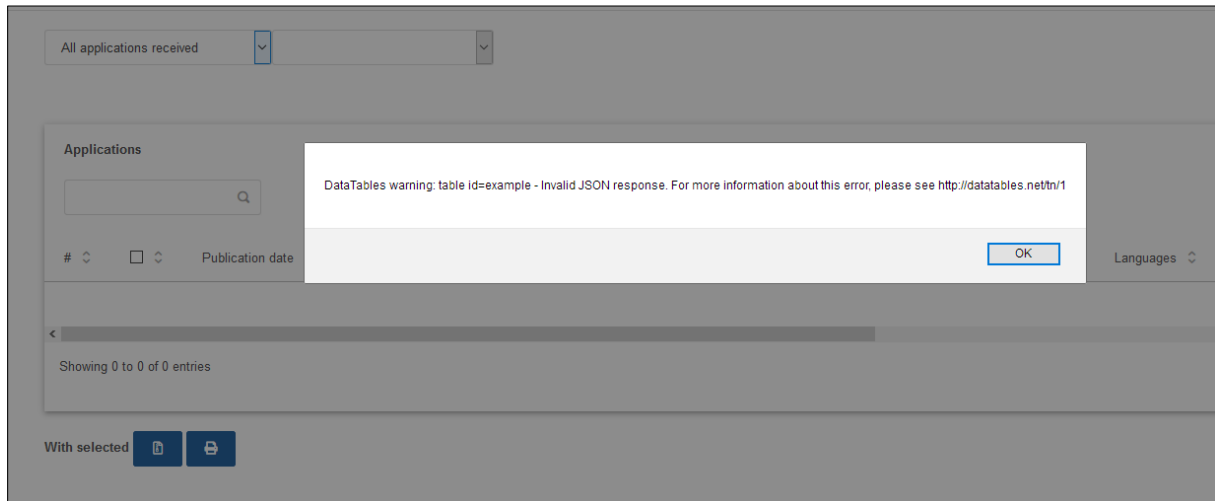 All applications received
Applications
DataTables warning: table id=example - Invalid JSON response. For more information about this error, please see http://datatables.net/tn/1
OK
# Publication date Languages
Showing 0 to 0 of 0 entries
With selected